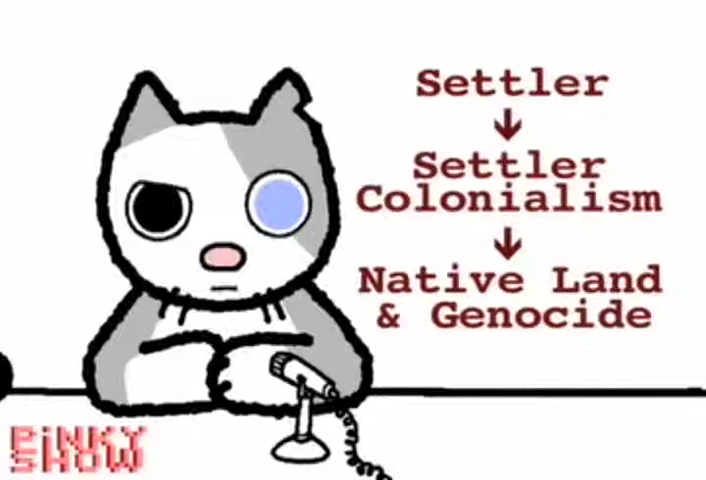 Settler
↓
Settler
Colonialism
↓
Native Land
& Genocide
PiNKY
SHOW